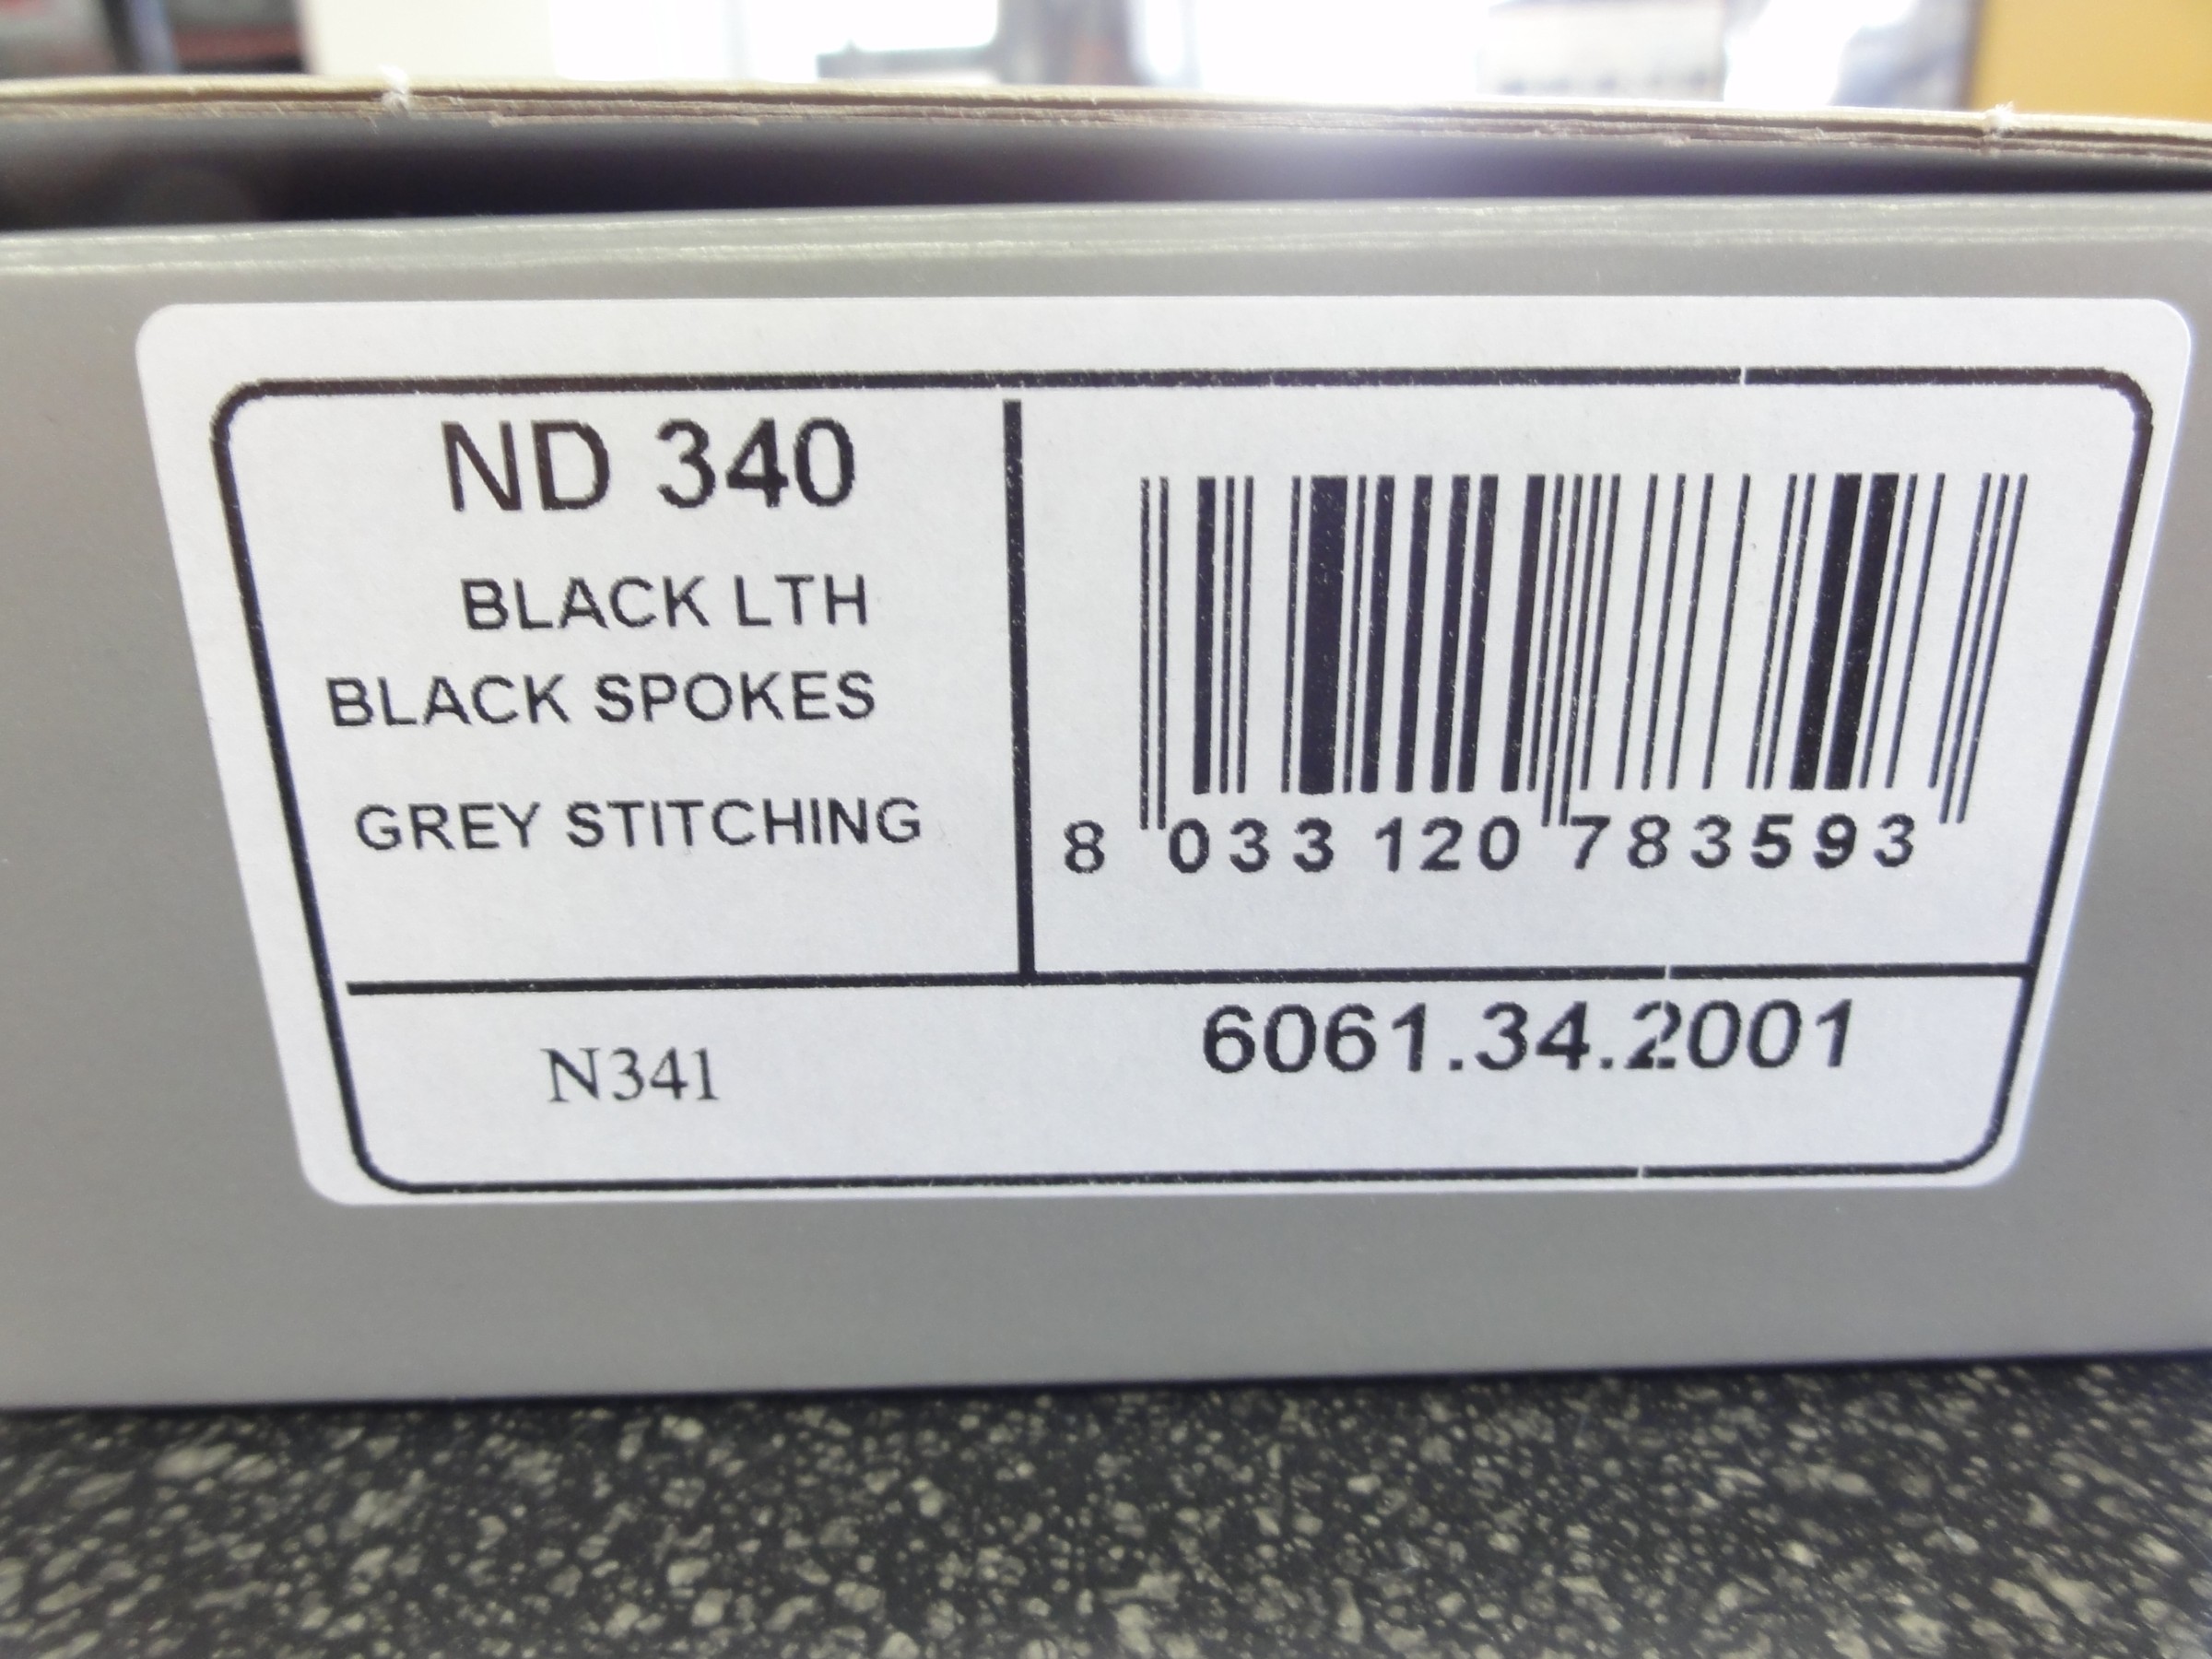 ND 340
BLACK LTH
BLACK SPOKES
GREY STITCHING
8 033120 783593
N341
6061.34.2001